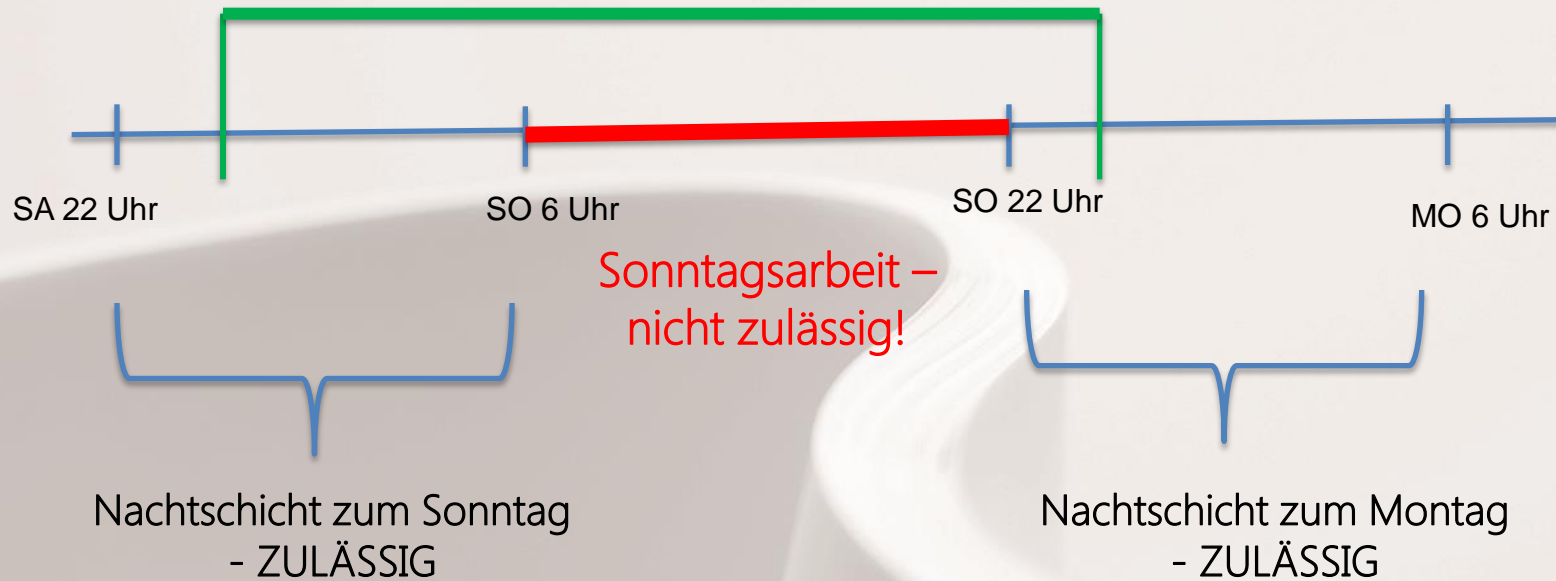 SA 22 Uhr
SO 6 Uhr
SO 22 Uhr
MO 6 Uhr
Sonntagsarbeit –
nicht zulässig!
Nachtschicht zum Sonntag
- ZULÄSSIG
Nachtschicht zum Montag
- ZULÄSSIG